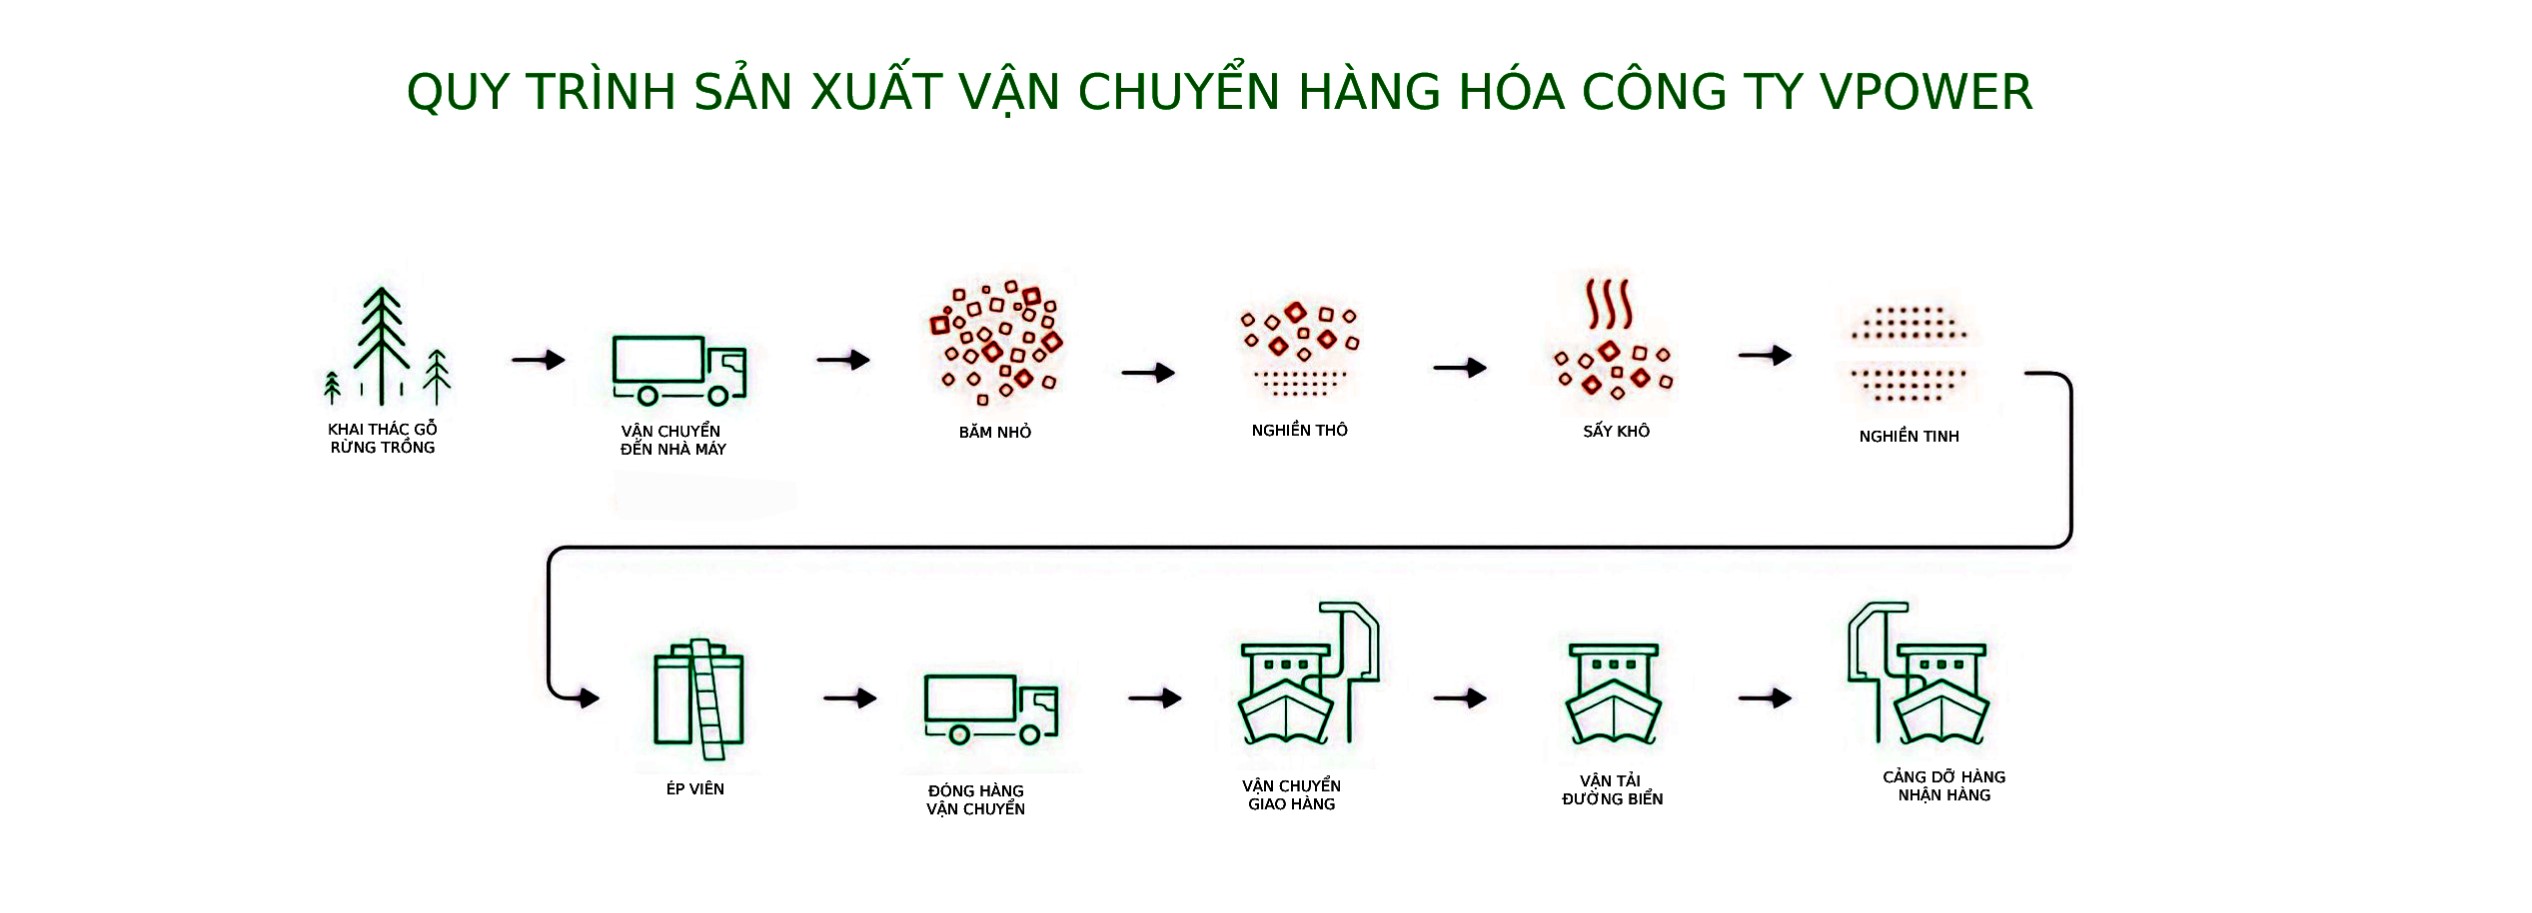 QUY TRÌNH SẢN XUẤT VẬN CHUYỂN HÀNG HÓA CÔNG TY VPOWER
KHAI THÁC GỖ
RỪNG TRỒNG
VẬN CHUYỂN
ĐẾN NHÀ MÁY
BĂM NHỎ
NGHIỀN THÔ
SẤY KHÔ
NGHIỀN TINH
ÉP VIÊN
ĐÓNG HÀNG
VẬN CHUYỂN
VẬN CHUYỂN
GIAO HÀNG
VẬN TẢI
ĐƯỜNG BIỂN
CẢNG DỠ HÀNG
NHẬN HÀNG